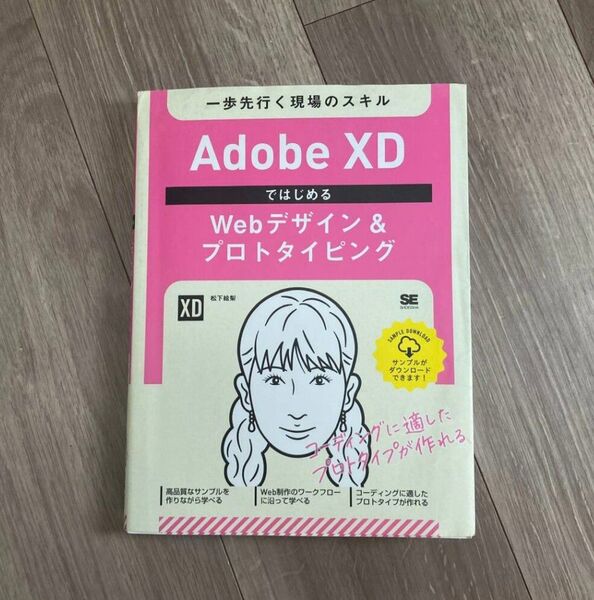 一歩先行く現場のスキル
Adobe XD
ではじめる
Webデザイン &
プロトタイピング
XD
松下絵梨
SE
SHOEISHA
SAMPLE DOWNLOAD
サンプルが
ダウンロード
できます!
コーディングに適した
プロトタイプが作れる
高品質なサンプルを
作りながら学べる
Web制作のワークフロー
に沿って学べる
コーディングに適した
プロトタイプが作れる